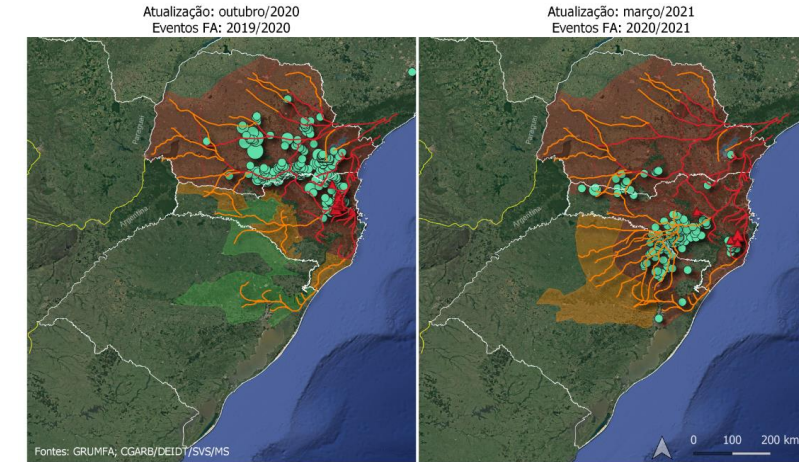 Atualização: outubro/2020
Eventos FA: 2019/2020
Atualização: março/2021
Eventos FA: 2020/2021
Paraguai
Argentina
Paraguai
Argentina
Fontes: GRUMFA; CGARB/DEIDT/SVS/MS
0 100 200 km